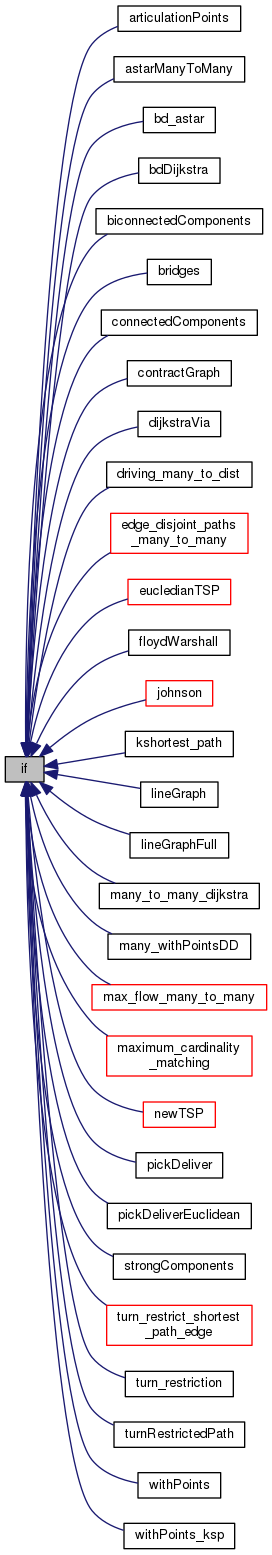 articulationPoints
astarManyToMany
bd_astar
bdDijkstra
biconnectedComponents
bridges
connectedComponents
contractGraph
dijkstraVia
driving_many_to_dist
edge_disjoint_paths
_many_to_many
eucledianTSP
floydWarshall
johnson
kshortest_path
if
lineGraph
lineGraphFull
many_to_many_dijkstra
many_withPointsDD
max_flow_many_to_many
maximum_cardinality
_matching
newTSP
pickDeliver
pickDeliverEuclidean
strongComponents
turn_restrict_shortest
_path_edge
turn_restriction
turnRestrictedPath
withPoints
withPoints_ksp